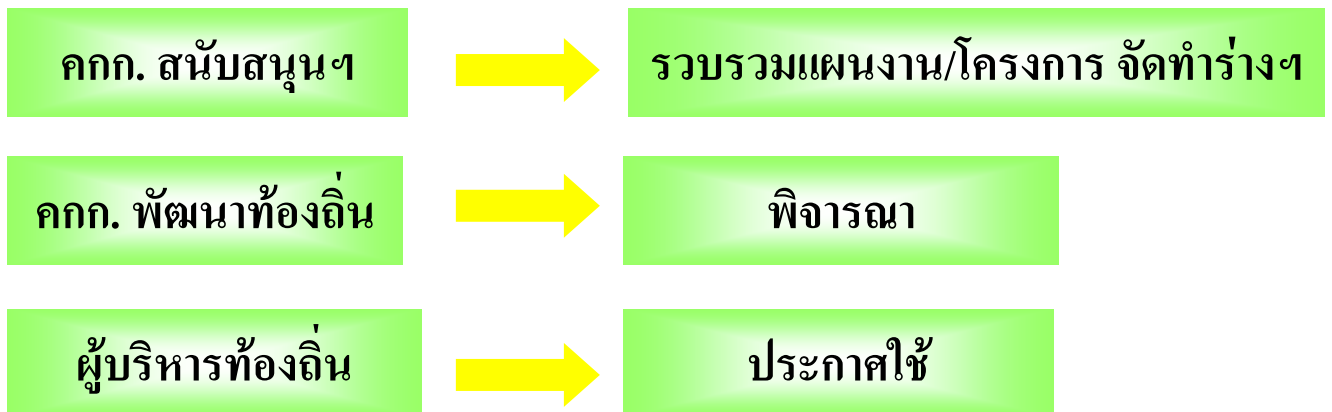 คกก. สนับสนุนฯ
รวบรวมแผนงาน/โครงการ จัดทำร่างฯ
คกก. พัฒนาท้องถิ่น
พิจารณา
ผู้บริหารท้องถิ่น
ประกาศใช้